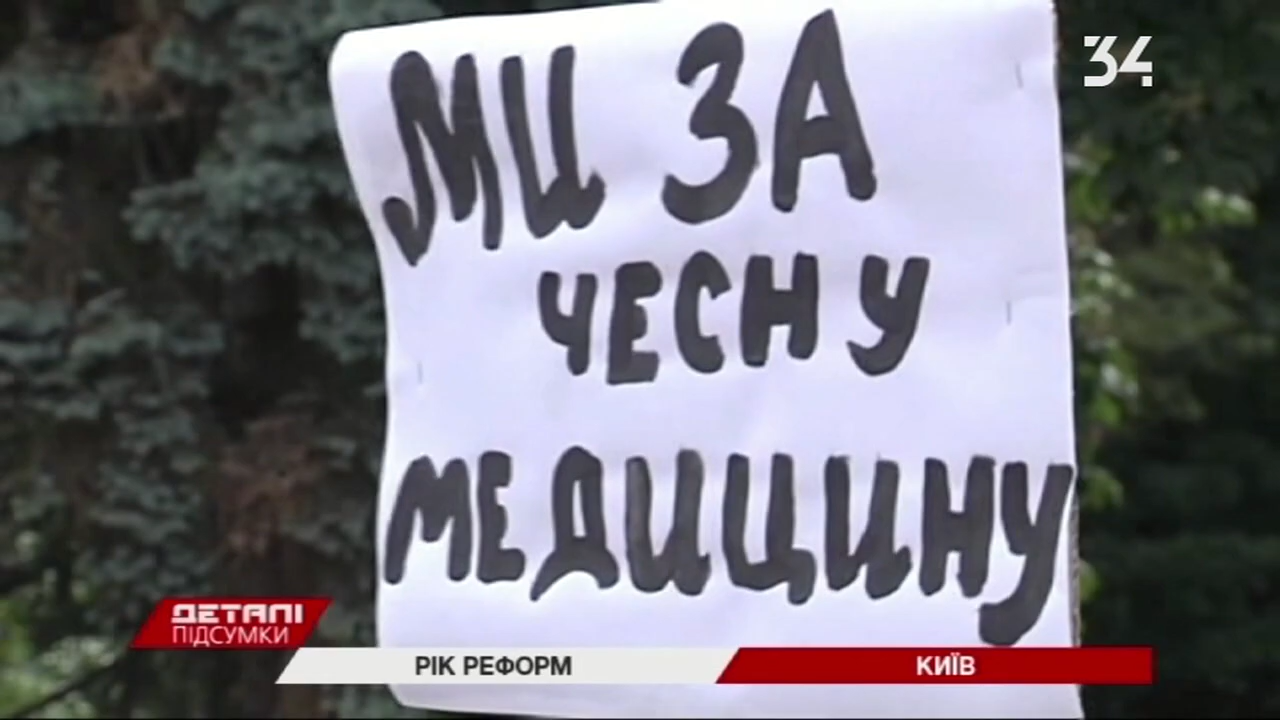 34
МИ ЗА
ЧЕСНУ
МЕДИЦИНУ
ДЕТАЛІ
ПІДСУМКИ
РІК РЕФОРМ
КИЇВ